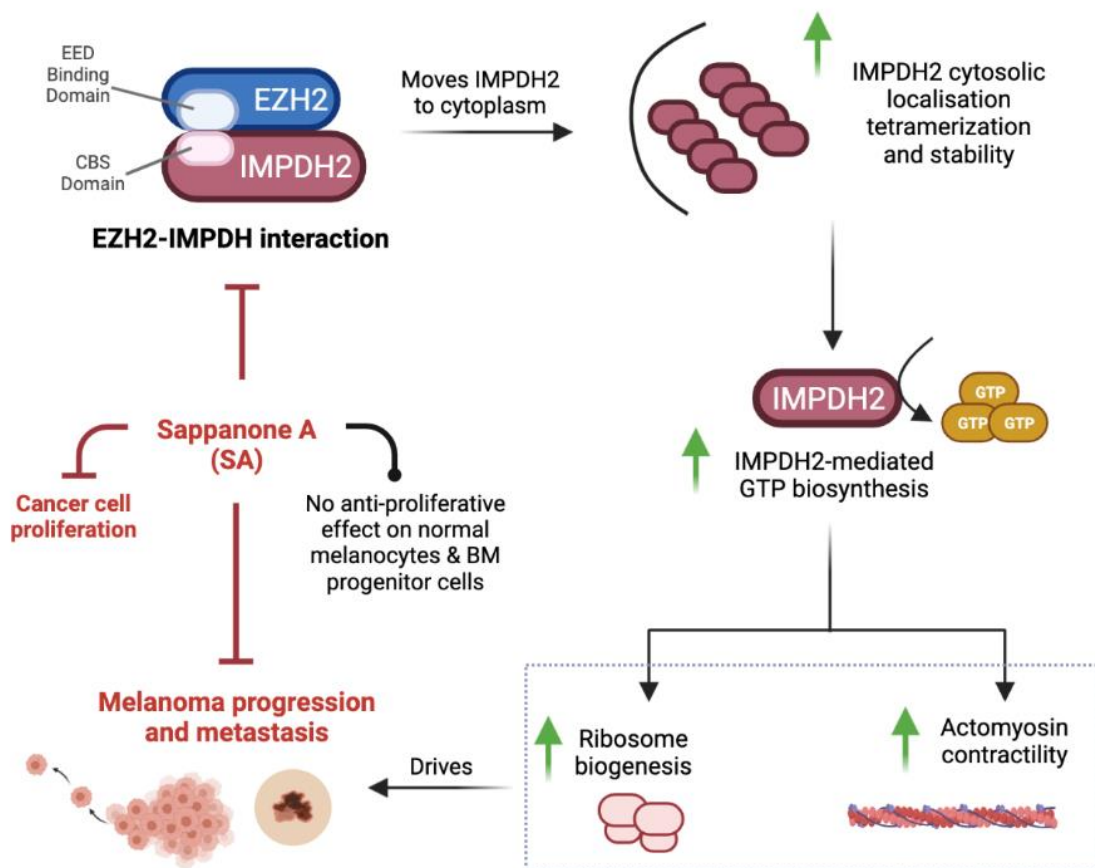 EED
Binding
Domain
EZH2
CBS
Domain
IMPDH2
EZH2-IMPDH interaction
Moves IMPDH2
to cytoplasm
IMPDH2 cytosolic
localisation
tetramerization
and stability
IMPDH2
GTP
GTP
GTP
IMPDH2-mediated
GTP biosynthesis
Sappanone A
(SA)
Cancer cell
proliferation
No anti-proliferative
effect on normal
melanocytes & BM
progenitor cells
Melanoma progression
and metastasis
Drives
Ribosome
biogenesis
Actomyosin
contractility